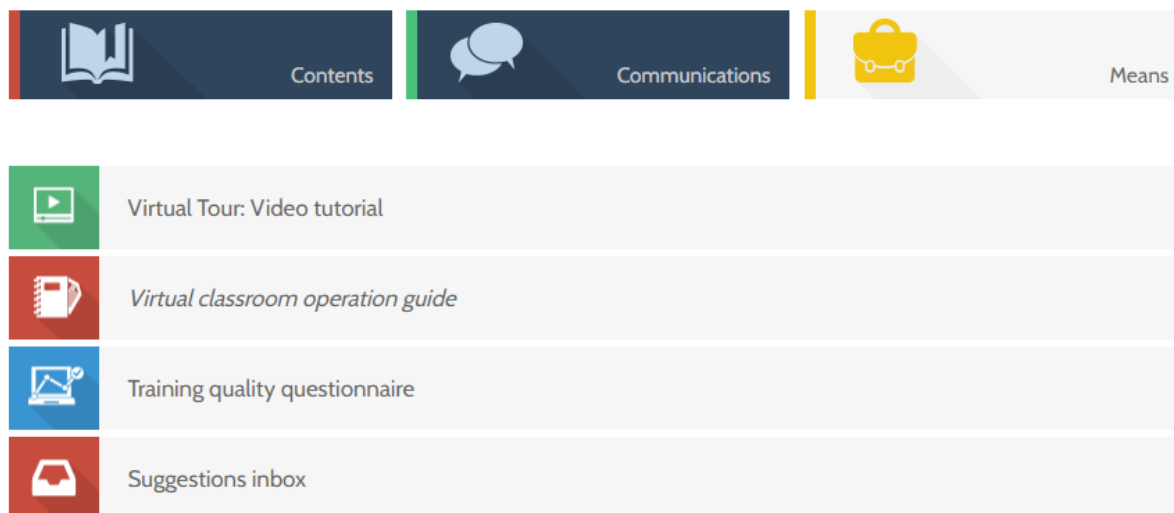 Contents
Communications
Means
Virtual Tour: Video tutorial
Virtual classroom operation guide
Training quality questionnaire
Suggestions inbox